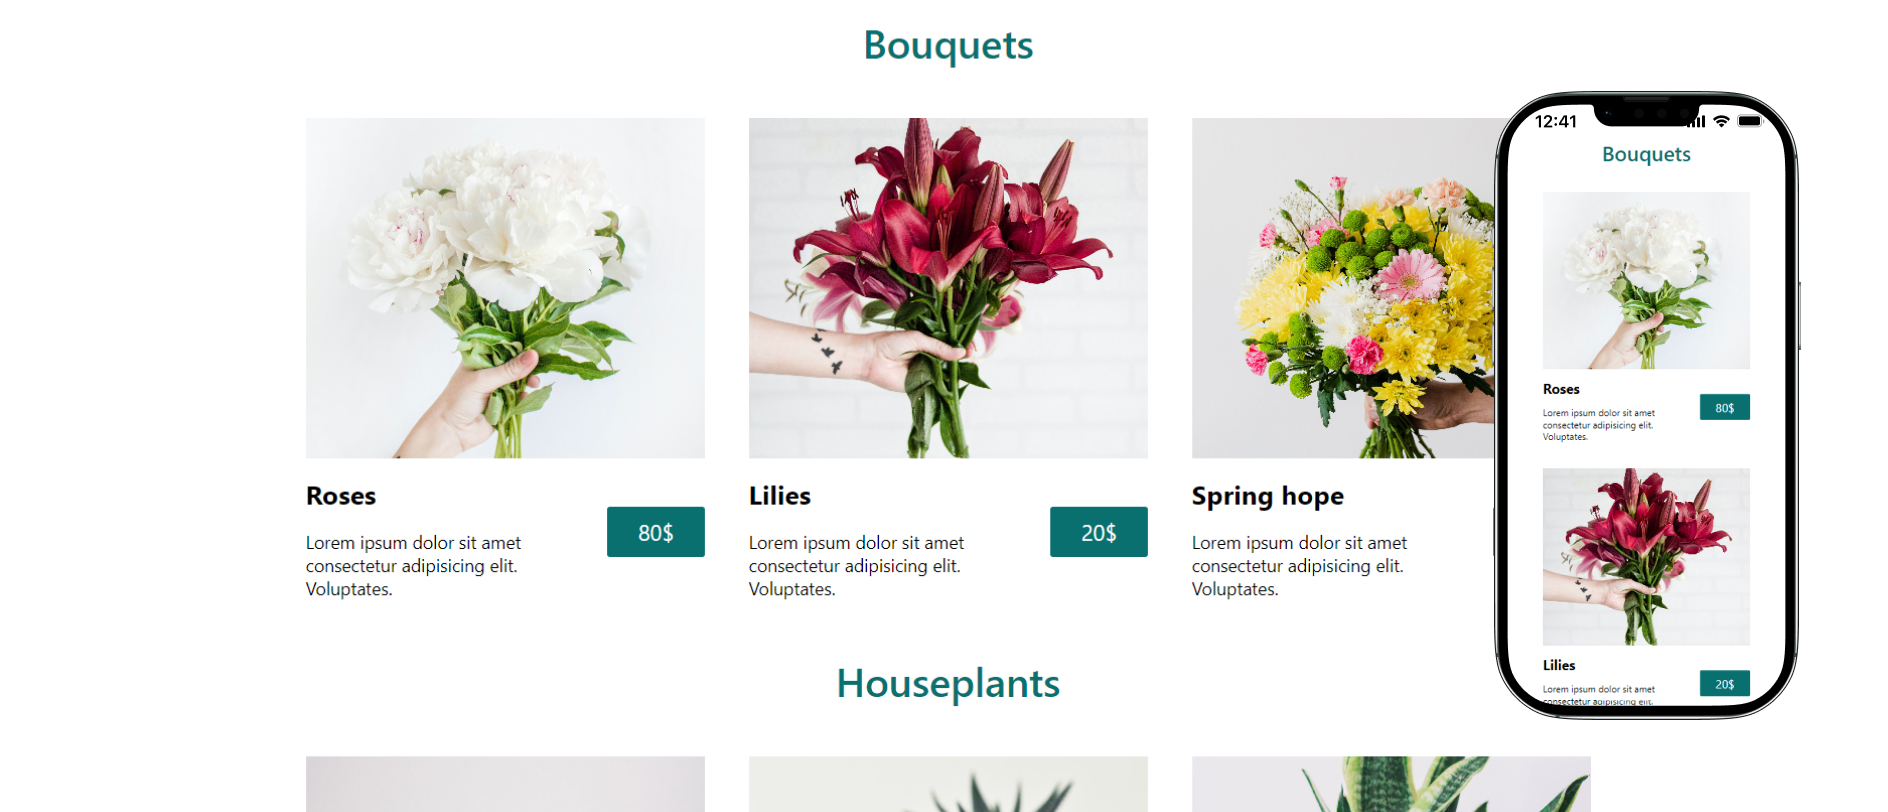 Bouquets
Roses
80$
Lorem ipsum dolor sit amet
consectetur adipisicing elit.
Voluptates.
Lilies
20$
Lorem ipsum dolor sit amet
consectetur adipisicing elit.
Voluptates.
Spring hope
Lorem ipsum dolor sit amet
consectetur adipisicing elit.
Voluptates.
Houseplants
12:41
Bouquets
Roses
80$
Lorem ipsum dolor sit amet
consectetur adipisicing elit.
Voluptates.
Lilies
20$
Lorem ipsum dolor sit amet
consectetur adipisicing elit.